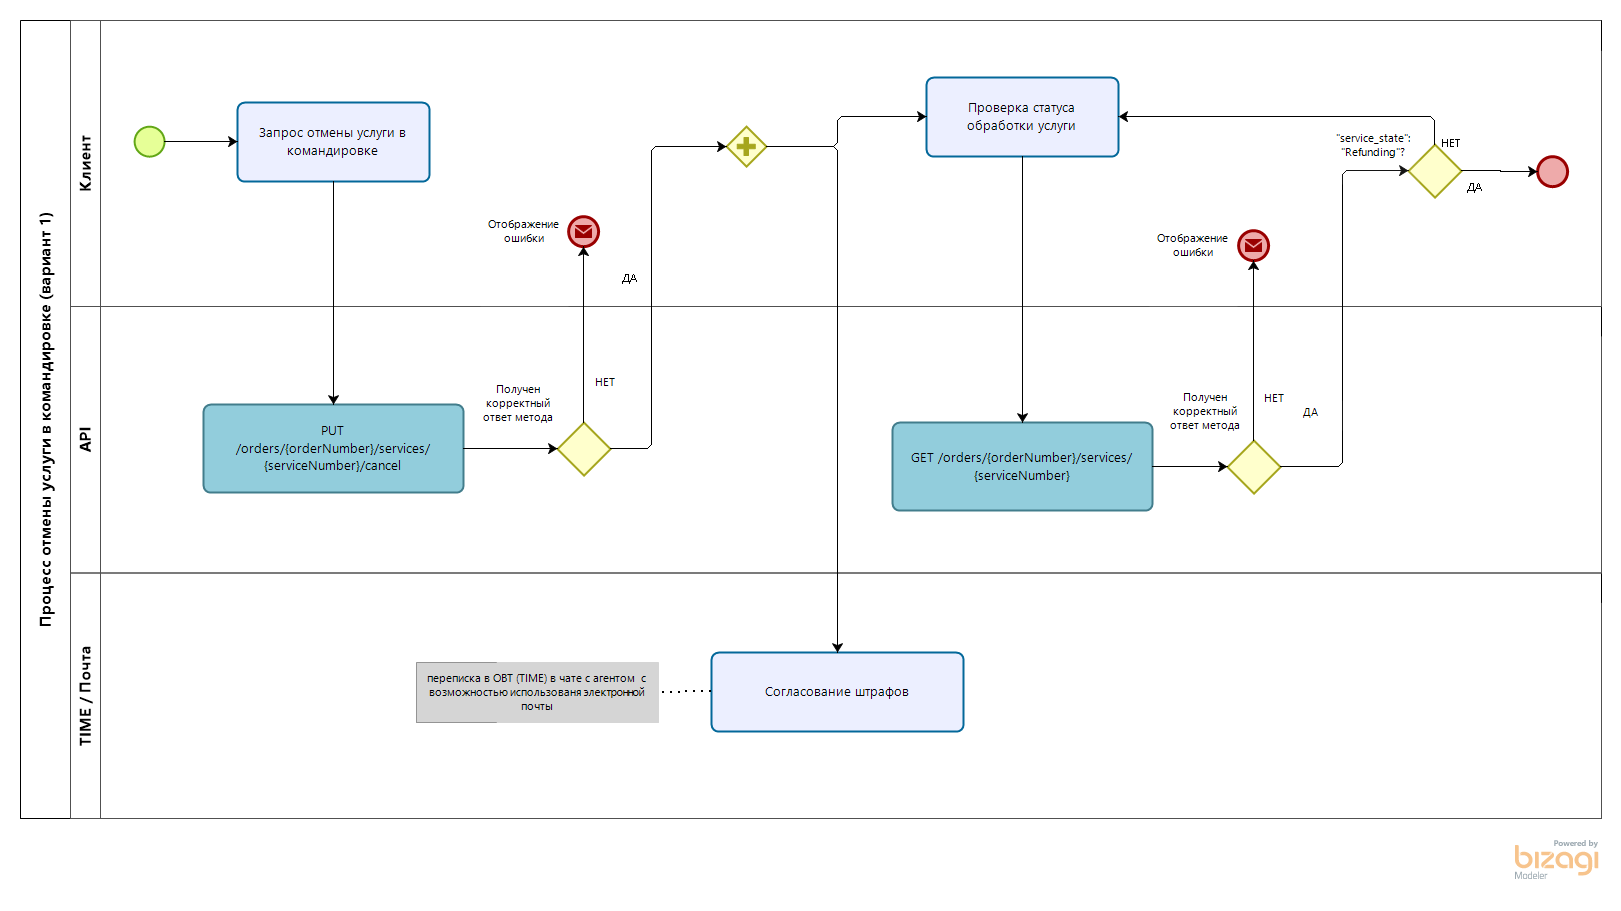 Процесс отмены услуги в командировке (вариант 1)
Клиент
Запрос отмены услуги в
командировке
Отображение
ошибки
ДА
Проверка статуса
обработки услуги
"service_state":
"Refunding"?
НЕТ
ДА
Отображение
ошибки
API
PUT
/orders/{orderNumber}/services/
{serviceNumber}/cancel
Получен
корректный
ответ метода
НЕТ
GET /orders/{orderNumber}/services/
{serviceNumber}
Получен
корректный
ответ метода
НЕТ
ДА
TIME / Почта
переписка в ОВТ (TIME) в чате с агентом с
возможностью использованя электронной
почты
Согласование штрафов
Powered by
bizagi
Modeler